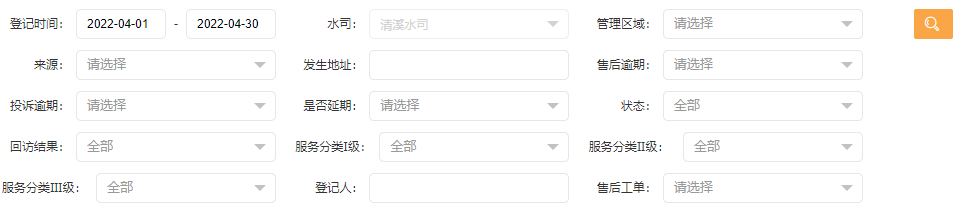 登记时间： 2022-04-01 - 2022-04-30 水司： 清溪水司 管理区域： 请选择
来源： 请选择 发生地址： 售后逾期： 请选择
投诉逾期： 请选择 是否延期： 请选择 状态： 全部
回访结果： 全部 服务分类I级： 全部 服务分类II级： 全部
服务分类III级： 全部 登记人： 售后工单： 请选择